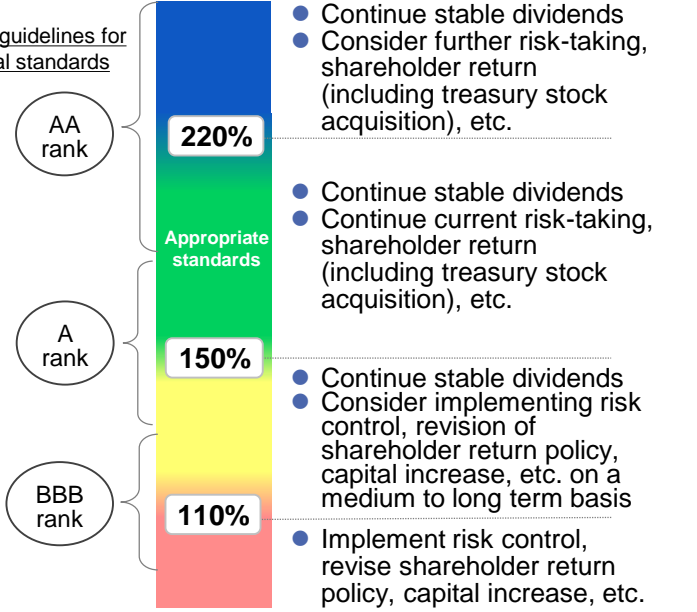 guidelines for
al standards
AA
rank
A
rank
BBB
rank
220%
Appropriate
standards
150%
110%
● Continue stable dividends
● Consider further risk-taking,
shareholder return
(including treasury stock
acquisition), etc.
● Continue stable dividends
● Continue current risk-taking,
shareholder return
(including treasury stock
acquisition), etc.
● Continue stable dividends
● Consider implementing risk
control, revision of
shareholder return policy,
capital increase, etc. on a
medium to long term basis
● Implement risk control,
revise shareholder return
policy, capital increase, etc.